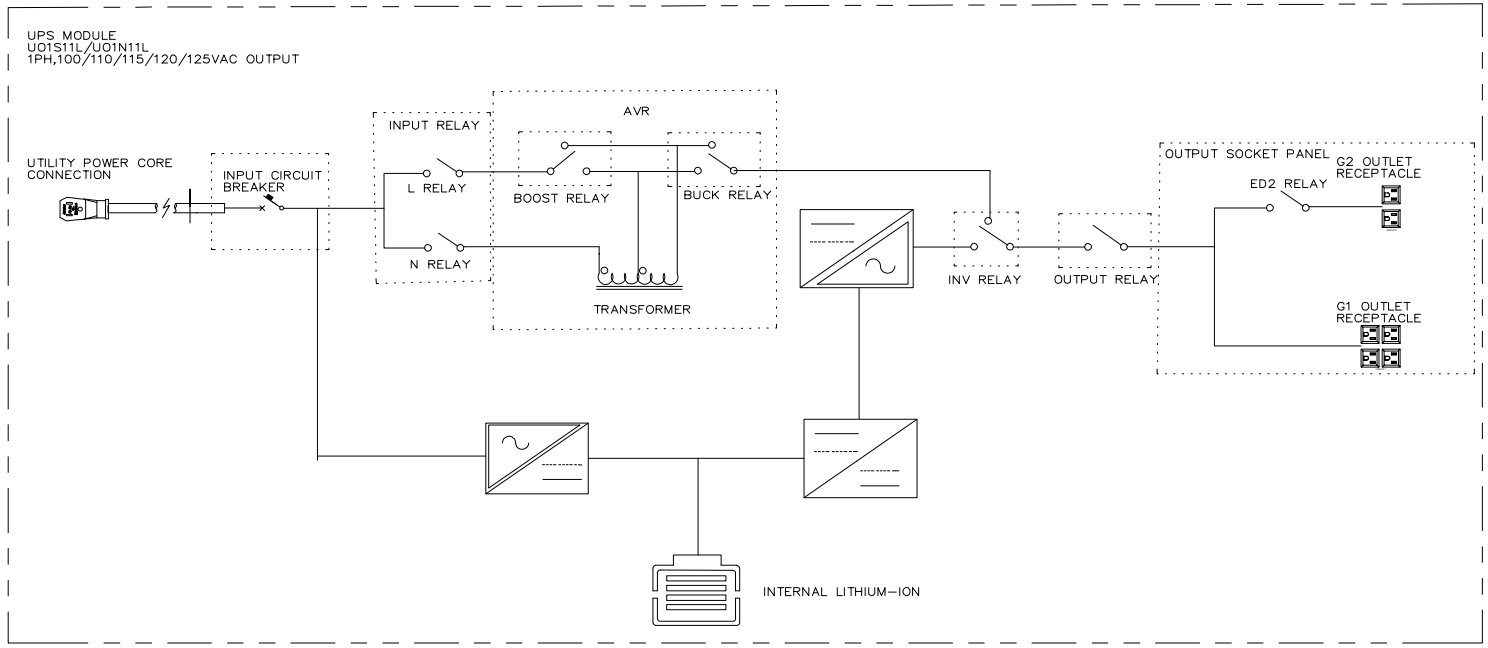 UPS MODULE
UO1S11L/UO1N11L
1PH,100/110/115/120/125VAC OUTPUT
AVR
INPUT RELAY
UTILITY POWER CORE
CONNECTION
INPUT CIRCUIT
BREAKER
L RELAY
BOOST RELAY
BUCK RELAY
OUTPUT SOCKET PANEL
G2 OUTLET
RECEPTACLE
ED2 RELAY
N RELAY
TRANSFORMER
INV RELAY
OUTPUT RELAY
G1 OUTLET
RECEPTACLE
INTERNAL LITHIUM-ION